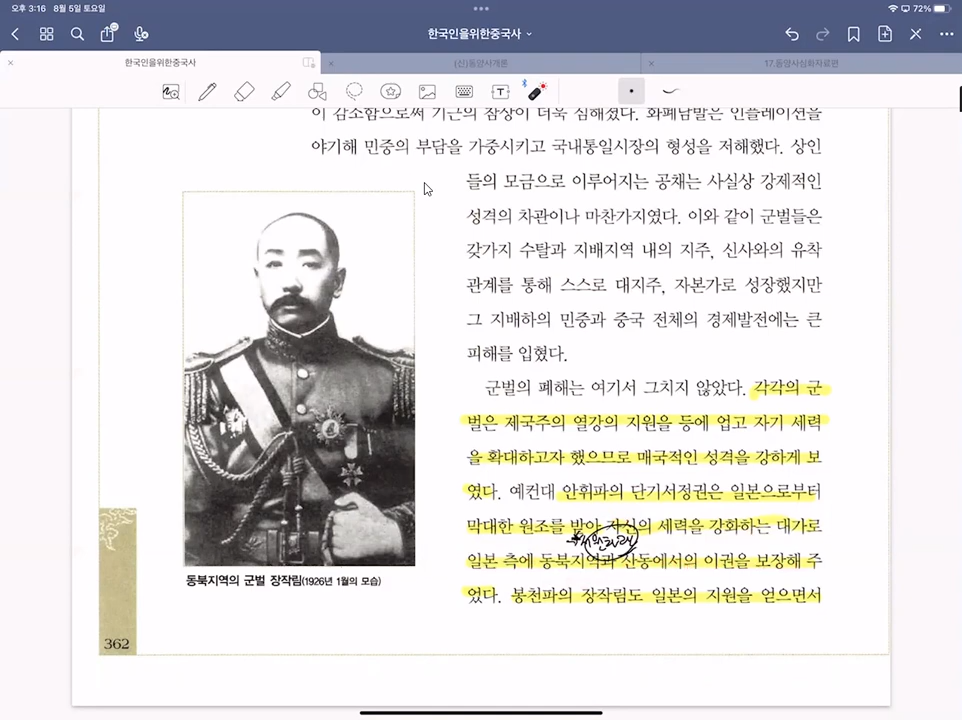 오후 3:16 8월 5일 토요일
72%
한국인을위한중국사
한국인을위한중국사
(신)동양사개론
17.동양사심화자료편
이 감소함으로써 기근의 참상이 더욱 심해졌다. 화폐남발은 인플레이션을
야기해 민중의 부담을 가중시키고 국내통일시장의 형성을 저해했다. 상인
들의 모금으로 이루어지는 공채는 사실상 강제적인
성격의 차관이나 마찬가지였다. 이와 같이 군벌들은
갖가지 수탈과 지배지역 내의 지주, 신사와의 유착
관계를 통해 스스로 대지주, 자본가로 성장했지만
그 지배하의 민중과 중국 전체의 경제발전에는 큰
피해를 입혔다.
군벌의 폐해는 여기서 그치지 않았다. 각각의 군
벌은 제국주의 열강의 지원을 등에 업고 자기 세력
을 확대하고자 했으므로 매국적인 성격을 강하게 보
였다. 예컨대 안휘파의 단기서정권은 일본으로부터
막대한 원조를 받아 자신의 세력을 강화하는 대가로
일본 측에 동북지역과 산동에서의 이권을 보장해 주
었다. 봉천파의 장작림도 일본의 지원을 얻으면서
동북지역의 군벌 장작림(1926년 1월의 모습)
362